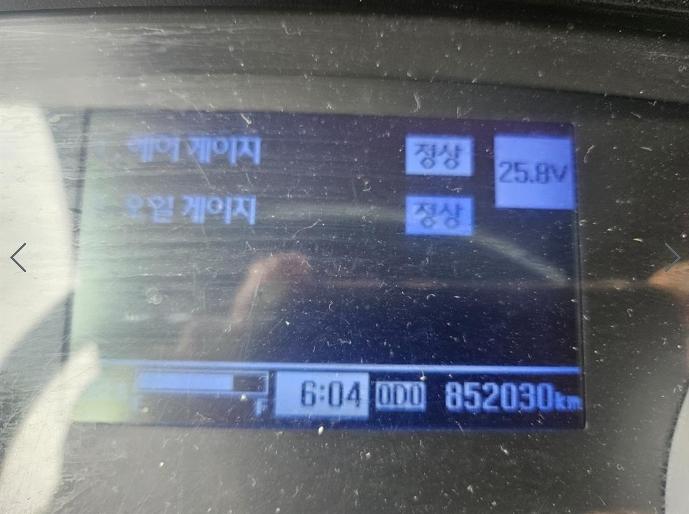 에어 게이지 정상 25.8V
오일 게이지 정상
F 6:04 ODO 852030km